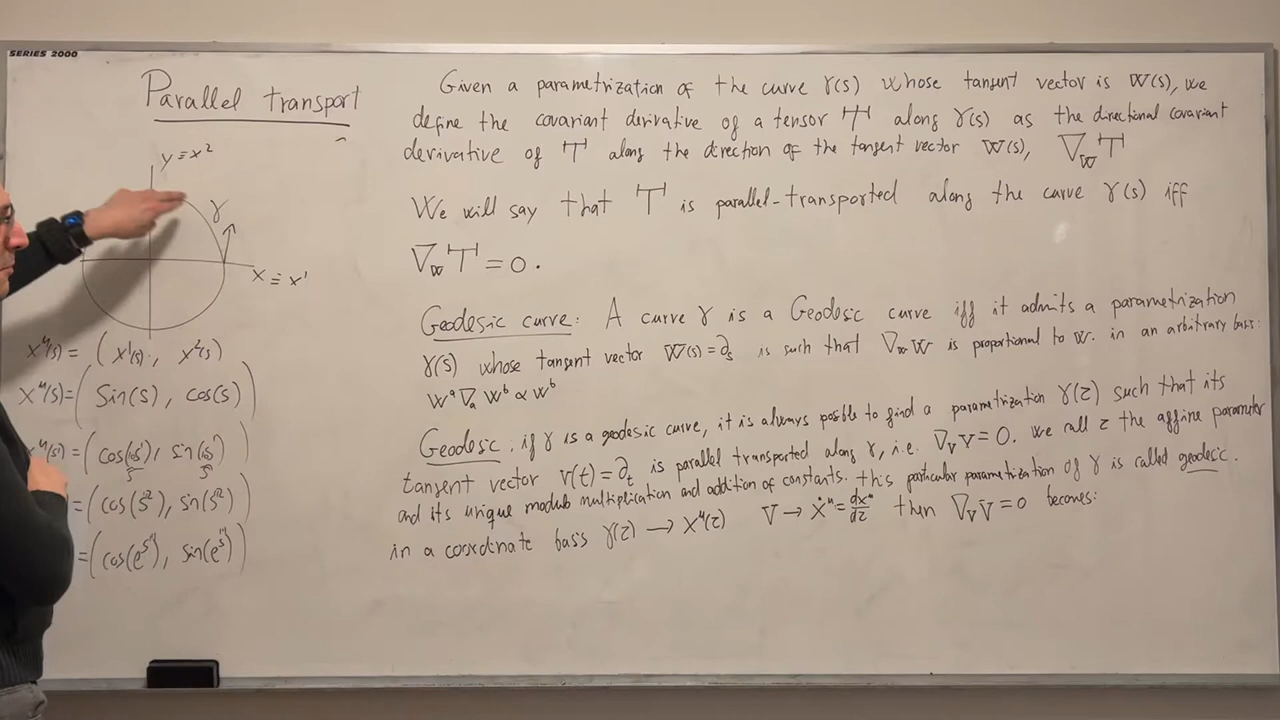 SERIES 2000
Parallel transport
y ≡ x²
γ
x ≡ x¹
x^μ(s) = (x¹(s), x²(s))
x^μ(s) = (sin(s), cos(s))
x^μ(s') = (cos(s'), sin(s'))
= (cos(s²), sin(s²))
= (cos(e^s''), sin(e^s''))
Given a parametrization of the curve γ(s) whose tangent vector is W(s), we
define the covariant derivative of a tensor T along γ(s) as the directional covariant
derivative of T along the direction of the tangent vector W(s), ∇_W T
We will say that T is parallel-transported along the curve γ(s) iff
∇_W T = 0.
Geodesic curve: A curve γ is a Geodesic curve iff it admits a parametrization
γ(s) whose tangent vector W(s) = ∂_s is such that ∇_W W is proportional to W. in an arbitrary basis:
W^a ∇_a W^b ∝ W^b
Geodesic: if γ is a geodesic curve, it is always posble to find a parametrization γ(τ) such that its
tangent vector V(t) = ∂_t is parallel transported along γ, i.e. ∇_V V = 0. We call τ the affine parameter
and its unique modulo multiplication and addition of constants. this particular parametrization of γ is called geodesic.
in a coordinate basis γ(τ) → x^μ(τ) V → ẋ^μ = dx^μ/dτ then ∇_V V = 0 becomes: